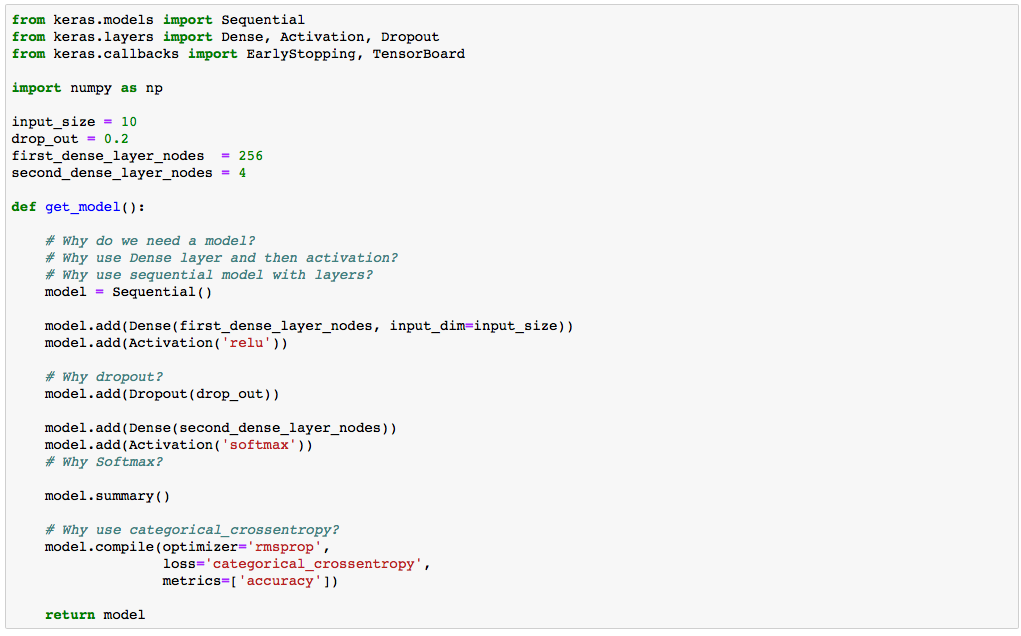 from keras.models import Sequential
from keras.layers import Dense, Activation, Dropout
from keras.callbacks import EarlyStopping, TensorBoard
import numpy as np
input_size = 10
drop_out = 0.2
first_dense_layer_nodes  = 256
second_dense_layer_nodes = 4
def get_model():
    # Why do we need a model?
    # Why use Dense layer and then activation?
    # Why use sequential model with layers?
    model = Sequential()
    model.add(Dense(first_dense_layer_nodes, input_dim=input_size))
    model.add(Activation('relu'))
    # Why dropout?
    model.add(Dropout(drop_out))
    model.add(Dense(second_dense_layer_nodes))
    model.add(Activation('softmax'))
    # Why Softmax?
    model.summary()
    # Why use categorical_crossentropy?
    model.compile(optimizer='rmsprop',
                  loss='categorical_crossentropy',
                  metrics=['accuracy'])
    return model